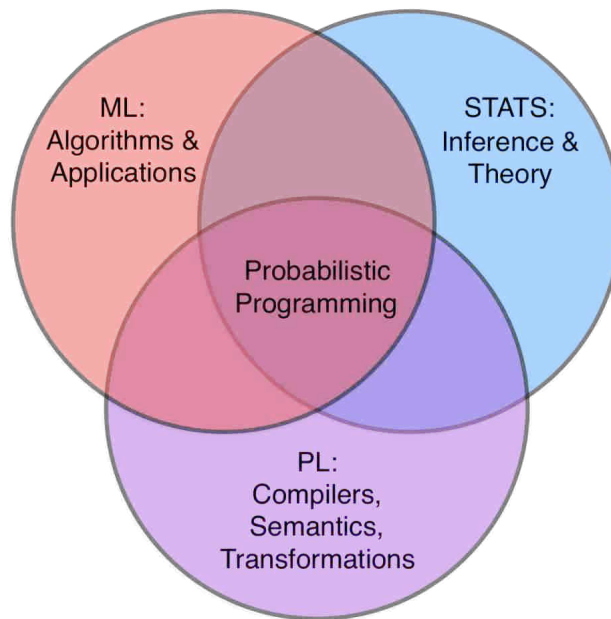 ML:
Algorithms &
Applications
STATS:
Inference &
Theory
Probabilistic
Programming
PL:
Compilers,
Semantics,
Transformations